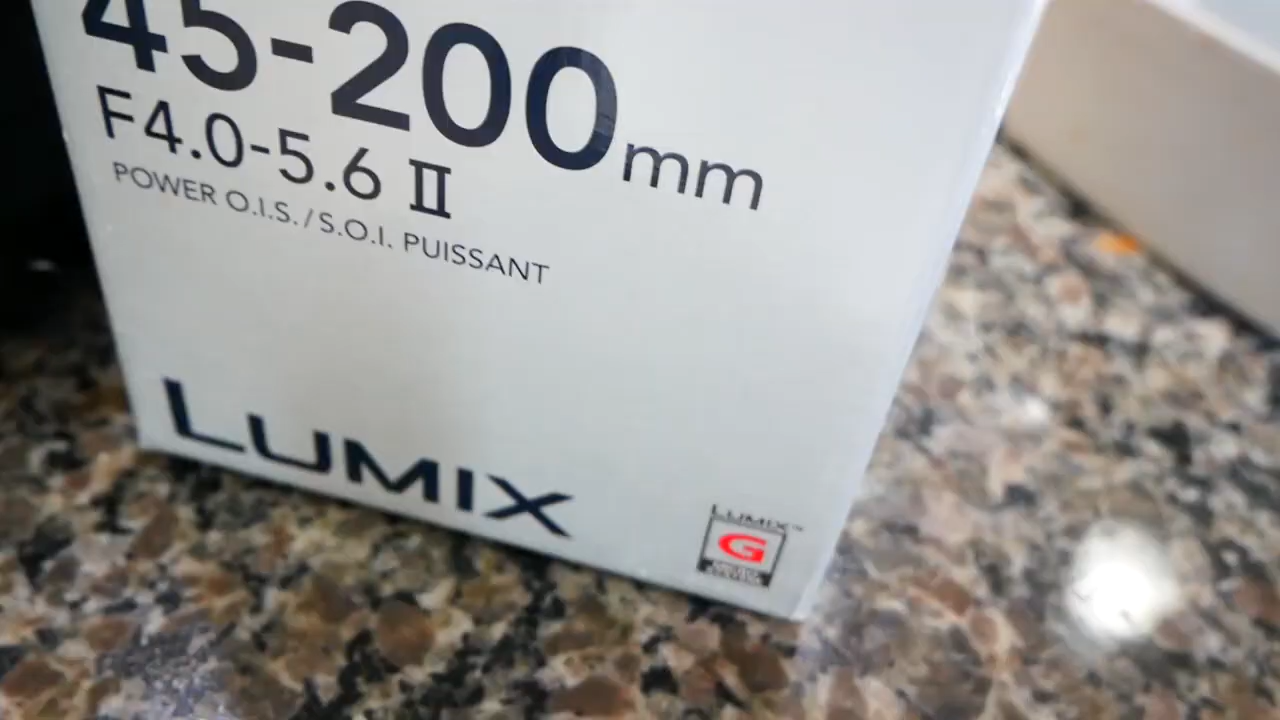 45-200mm
F4.0-5.6 II
POWER O.I.S./S.O.I. PUISSANT
LUMIX
LUMIX
G